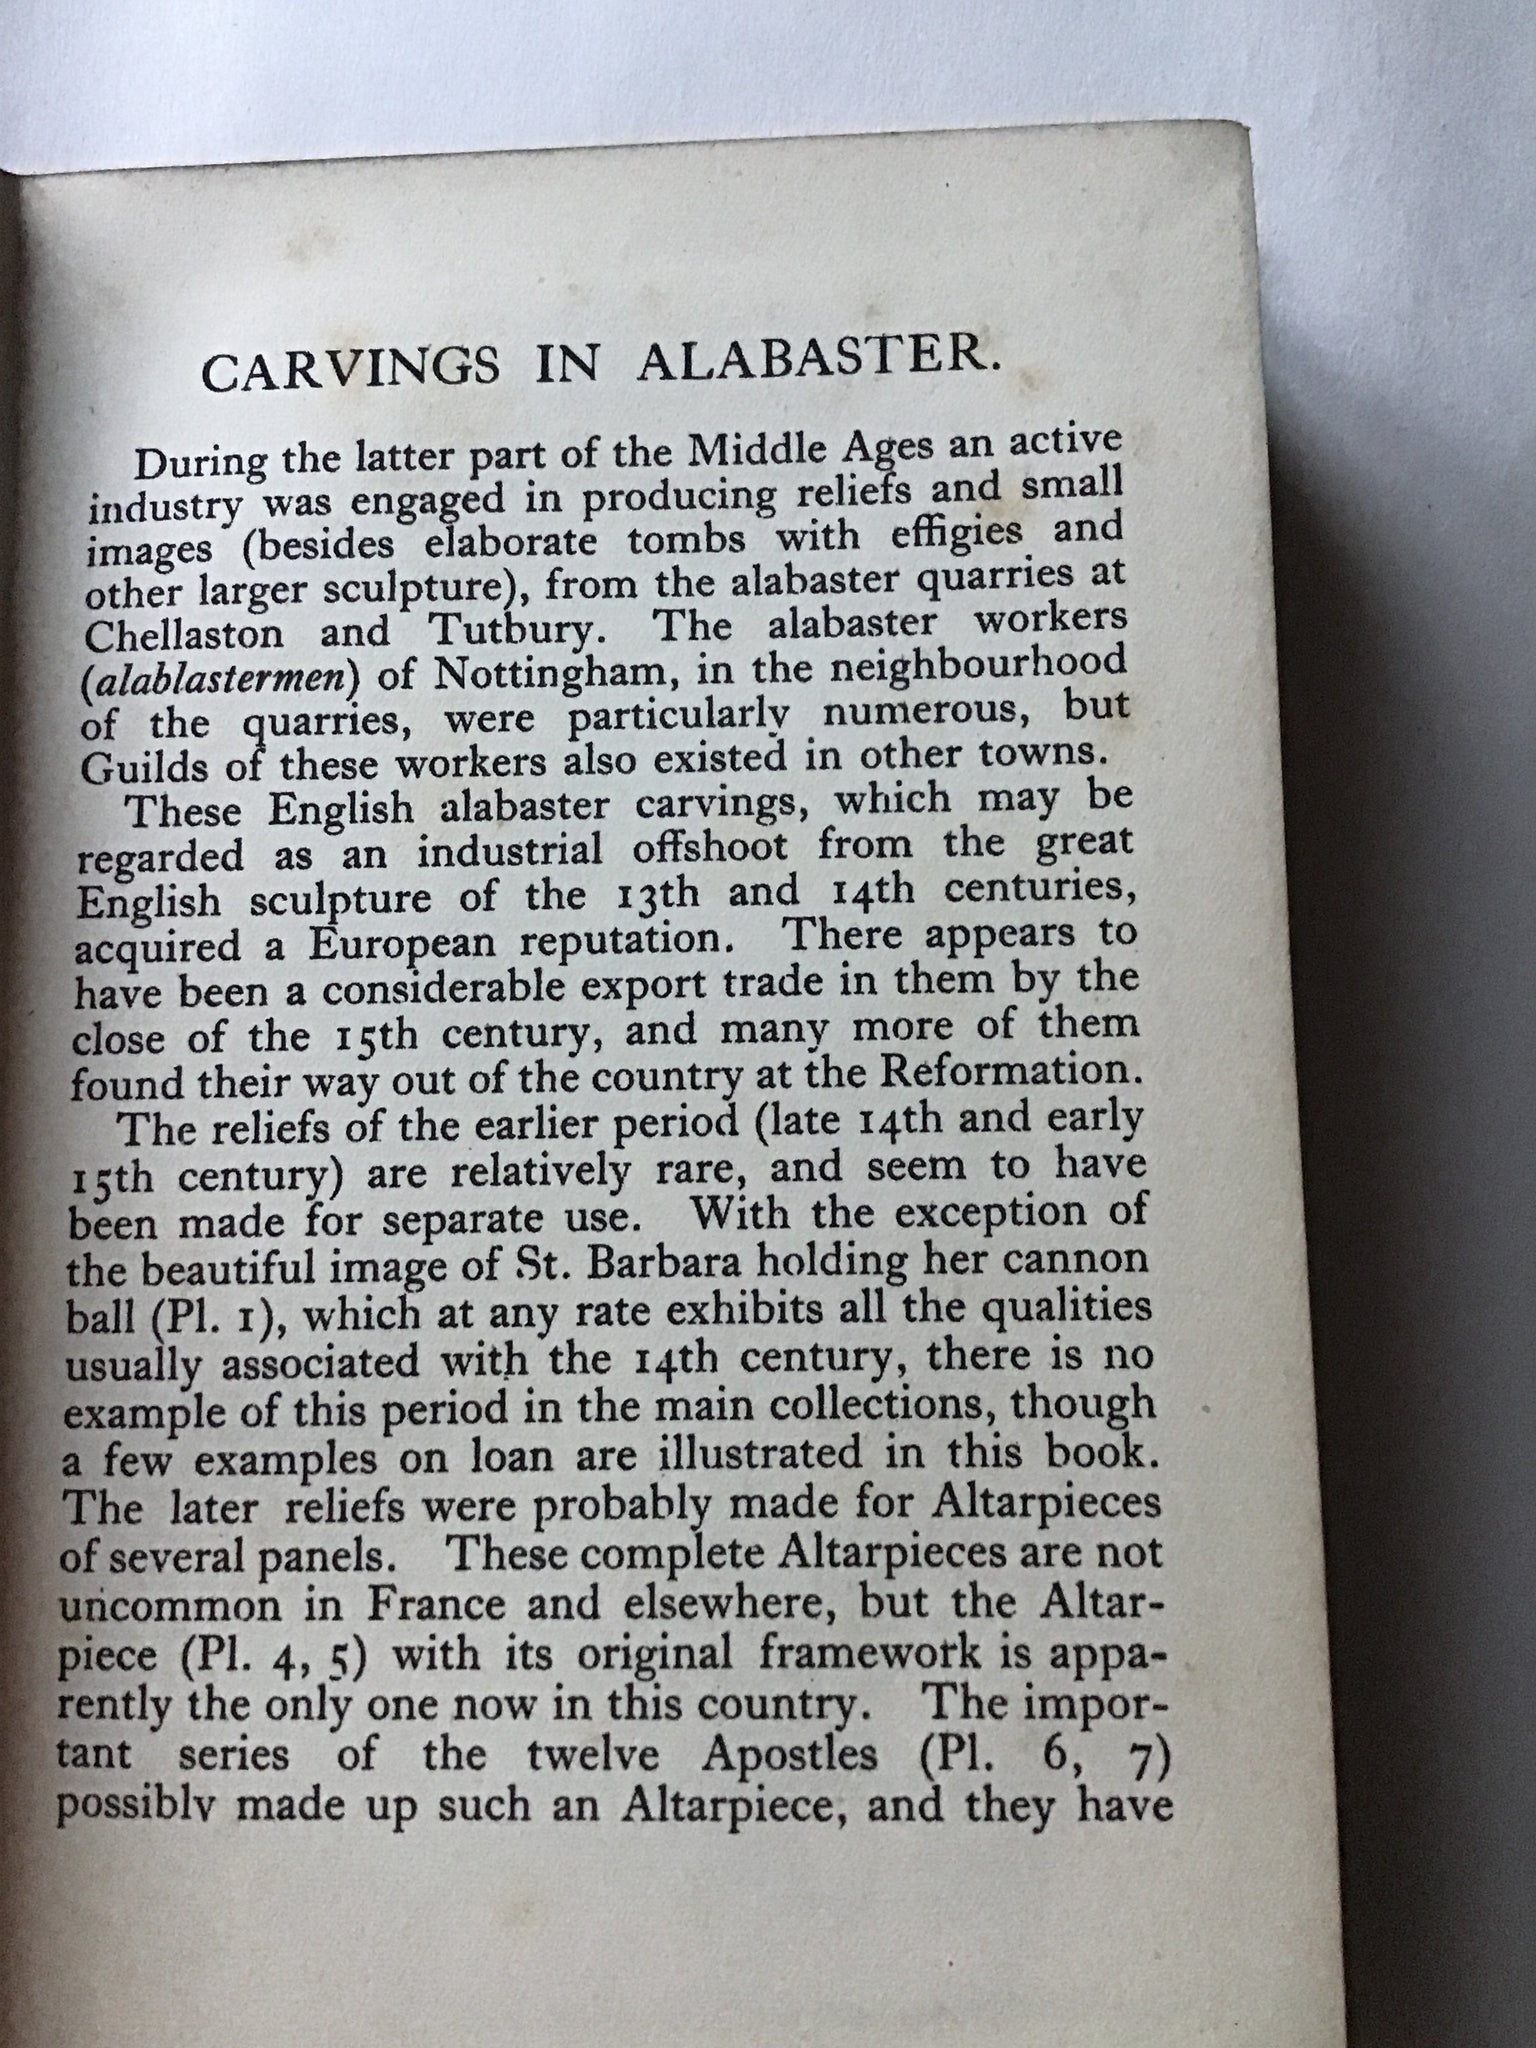 CARVINGS IN ALABASTER.
During the latter part of the Middle Ages an active
industry was engaged in producing reliefs and small
images (besides elaborate tombs with effigies and
other larger sculpture), from the alabaster quarries at
Chellaston and Tutbury. The alabaster workers
(alablastermen) of Nottingham, in the neighbourhood
of the quarries, were particularly numerous, but
Guilds of these workers also existed in other towns.
These English alabaster carvings, which may be
regarded as an industrial offshoot from the great
English sculpture of the 13th and 14th centuries,
acquired a European reputation. There appears to
have been a considerable export trade in them by the
close of the 15th century, and many more of them
found their way out of the country at the Reformation.
The reliefs of the earlier period (late 14th and early
15th century) are relatively rare, and seem to have
been made for separate use. With the exception of
the beautiful image of St. Barbara holding her cannon
ball (Pl. 1), which at any rate exhibits all the qualities
usually associated with the 14th century, there is no
example of this period in the main collections, though
a few examples on loan are illustrated in this book.
The later reliefs were probably made for Altarpieces
of several panels. These complete Altarpieces are not
uncommon in France and elsewhere, but the Altar-
piece (Pl. 4, 5) with its original framework is appa-
rently the only one now in this country. The impor-
tant series of the twelve Apostles (Pl. 6, 7)
possibly made up such an Altarpiece, and they have